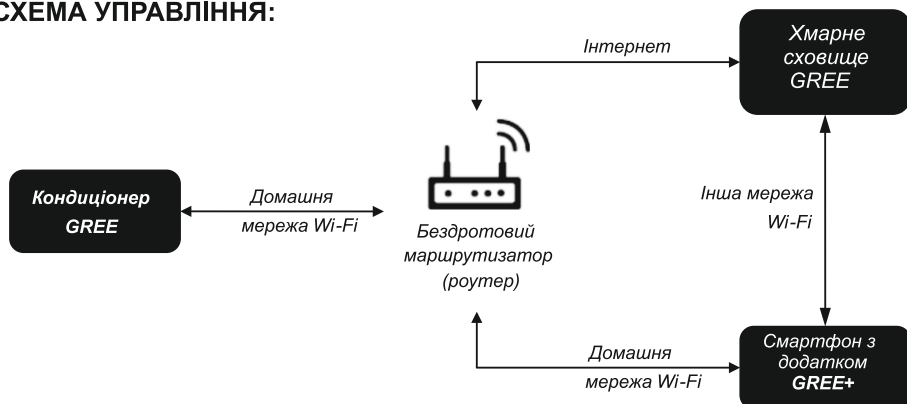 СХЕМА УПРАВЛІННЯ:
Інтернет
Хмарне
сховище
GREE
Кондиціонер
GREE
Домашня
мережа Wi-Fi
Бездротовий
маршрутизатор
(роутер)
Інша мережа
Wi-Fi
Домашня
мережа Wi-Fi
Смартфон з
додатком
GREE+